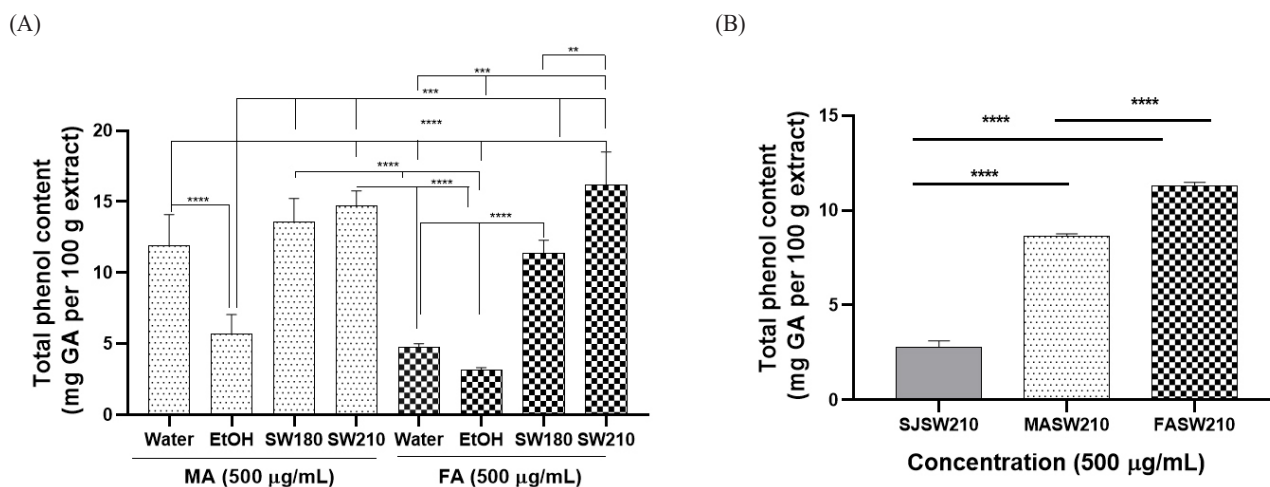 (A)
**
***
***
****
****
****
****
****
Total phenol content
(mg GA per 100 g extract)
20
15
10
5
0
Water EtOH SW180 SW210 Water EtOH SW180 SW210
MA (500 µg/mL) FA (500 µg/mL)
(B)
****
****
****
Total phenol content
(mg GA per 100 g extract)
15
10
5
0
SJSW210 MASW210 FASW210
Concentration (500 µg/mL)